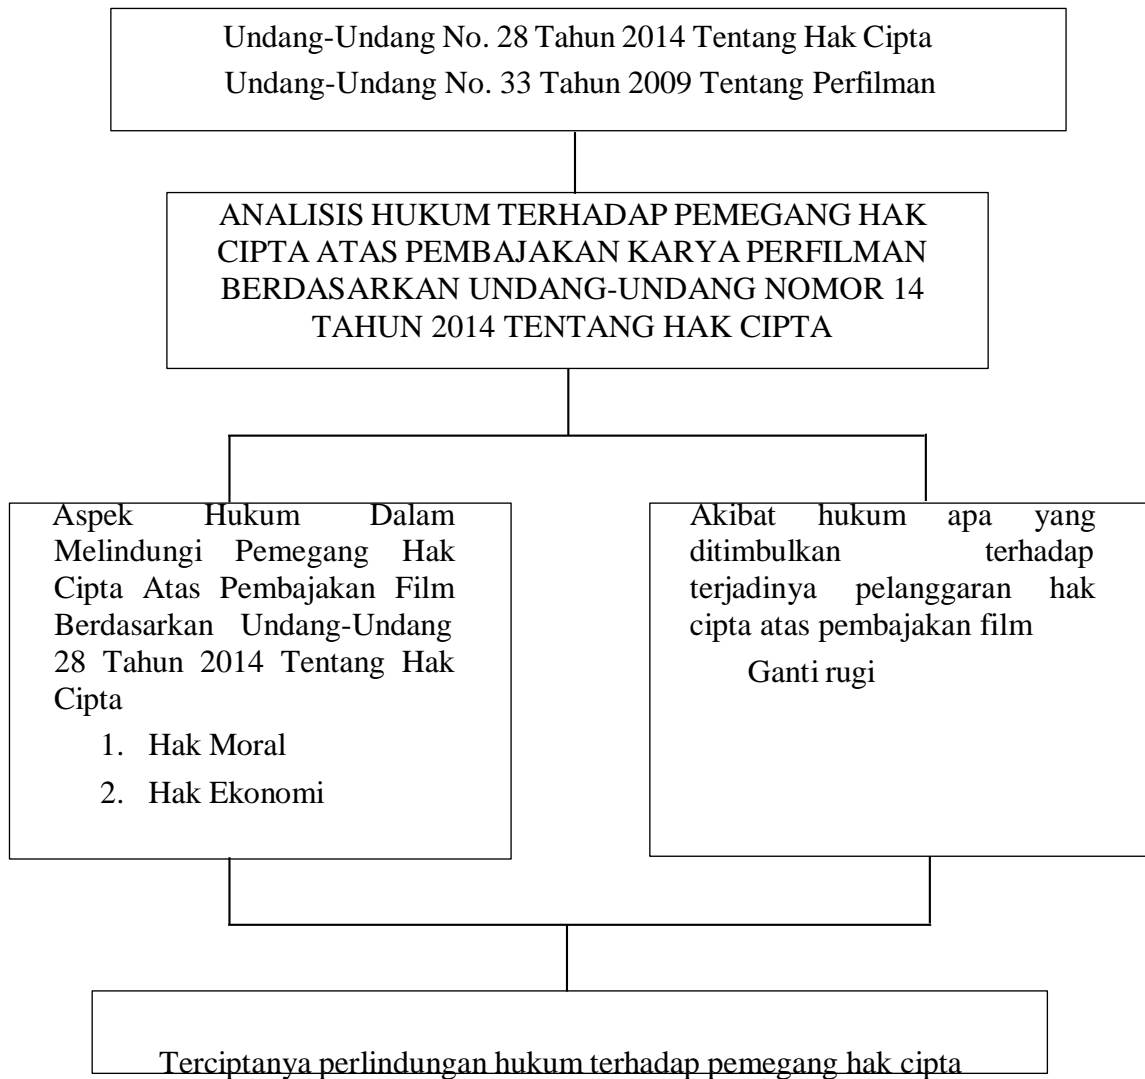 Undang-Undang No. 28 Tahun 2014 Tentang Hak Cipta
Undang-Undang No. 33 Tahun 2009 Tentang Perfilman
ANALISIS HUKUM TERHADAP PEMEGANG HAK
CIPTA ATAS PEMBAJAKAN KARYA PERFILMAN
BERDASARKAN UNDANG-UNDANG NOMOR 14
TAHUN 2014 TENTANG HAK CIPTA
Aspek Hukum Dalam
Melindungi Pemegang Hak
Cipta Atas Pembajakan Film
Berdasarkan Undang-Undang
28 Tahun 2014 Tentang Hak
Cipta
1. Hak Moral
2. Hak Ekonomi
Akibat hukum apa yang
ditimbulkan terhadap
terjadinya pelanggaran hak
cipta atas pembajakan film
Ganti rugi
Terciptanya perlindungan hukum terhadap pemegang hak cipta